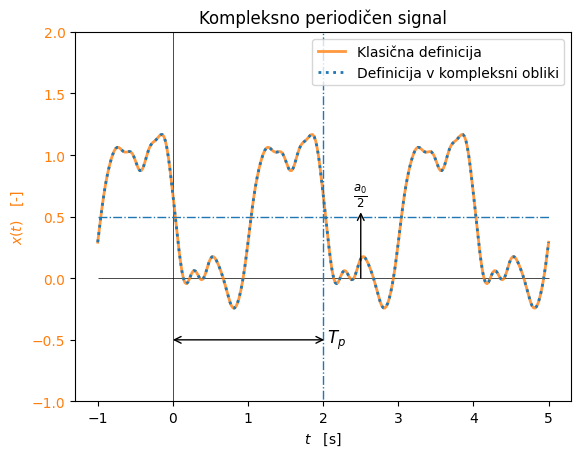 Kompleksno periodičen signal
Klasična definicija
Definicija v kompleksni obliki
2.0
1.5
1.0
0.5
0.0
−0.5
−1.0
x(t) [-]
a₀/2
Tₚ
−1 0 1 2 3 4 5
t [s]